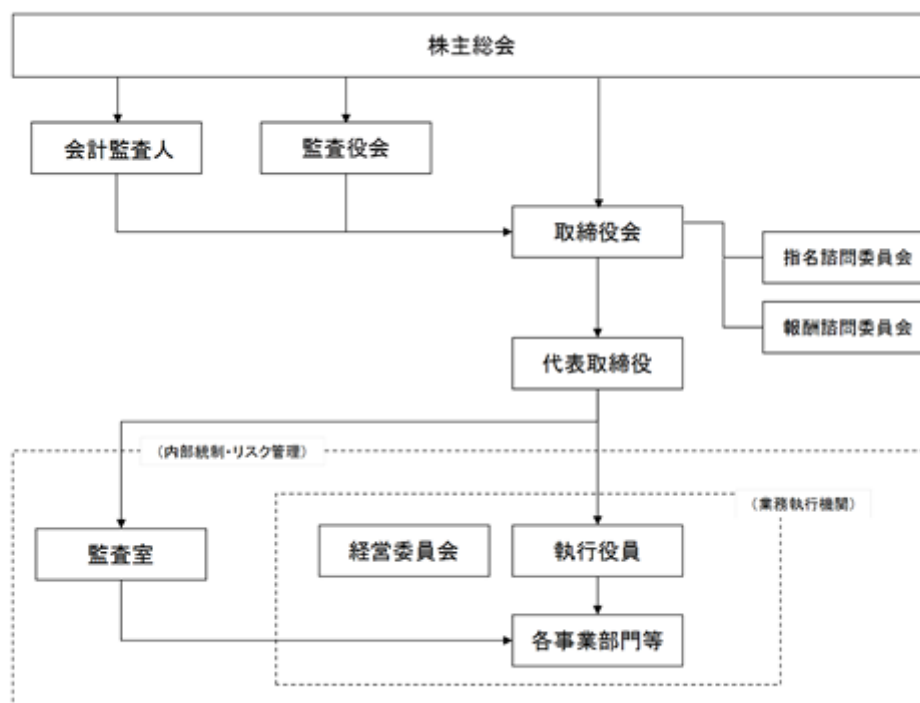 株主総会
会計監査人
監査役会
取締役会
指名諮問委員会
報酬諮問委員会
代表取締役
（内部統制・リスク管理）
（業務執行機関）
監査室
経営委員会
執行役員
各事業部門等